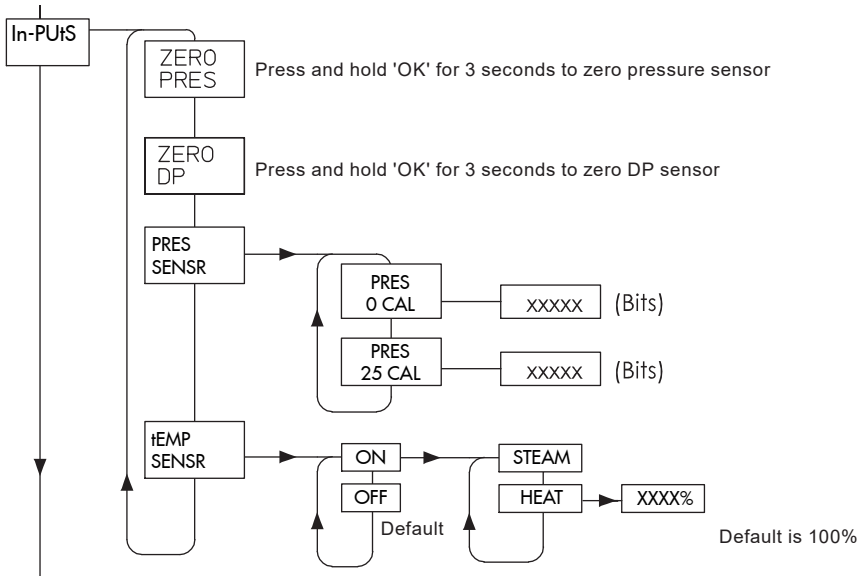 In-PUtS
ZERO
PRES
Press and hold 'OK' for 3 seconds to zero pressure sensor
ZERO
DP
Press and hold 'OK' for 3 seconds to zero DP sensor
PRES
SENSR
PRES
0 CAL
XXXXX
(Bits)
PRES
25 CAL
XXXXX
(Bits)
tEMP
SENSR
ON
STEAM
OFF
HEAT
XXXX%
Default
Default is 100%